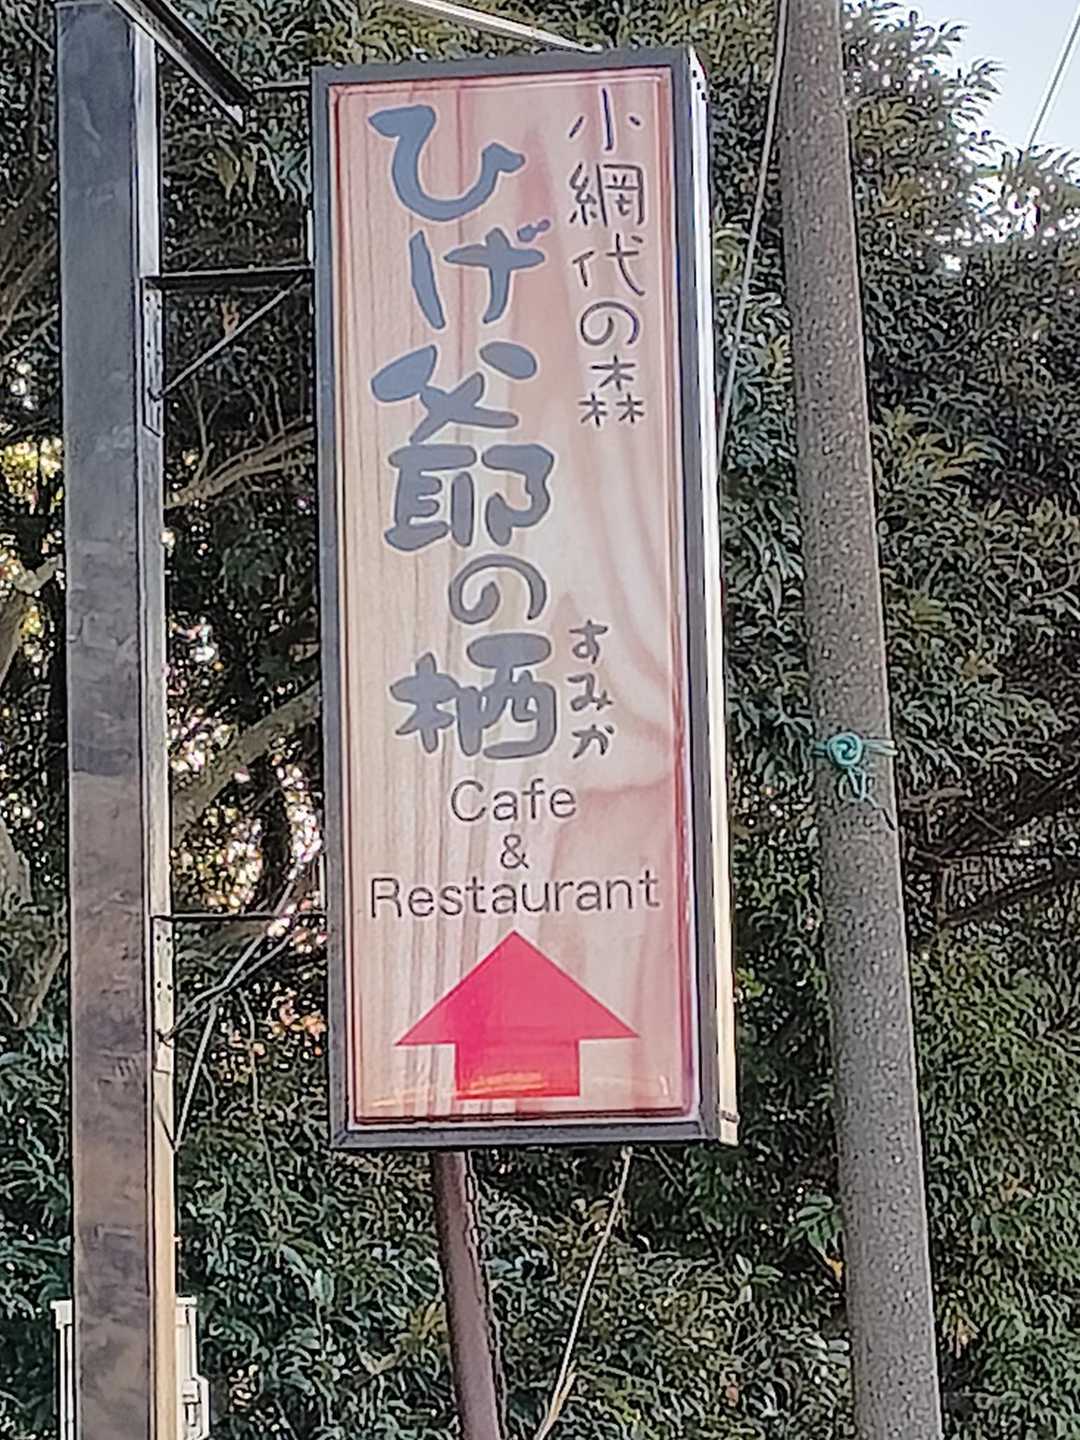 小網代の森
ひげ爺の栖
すみか
Cafe
&
Restaurant